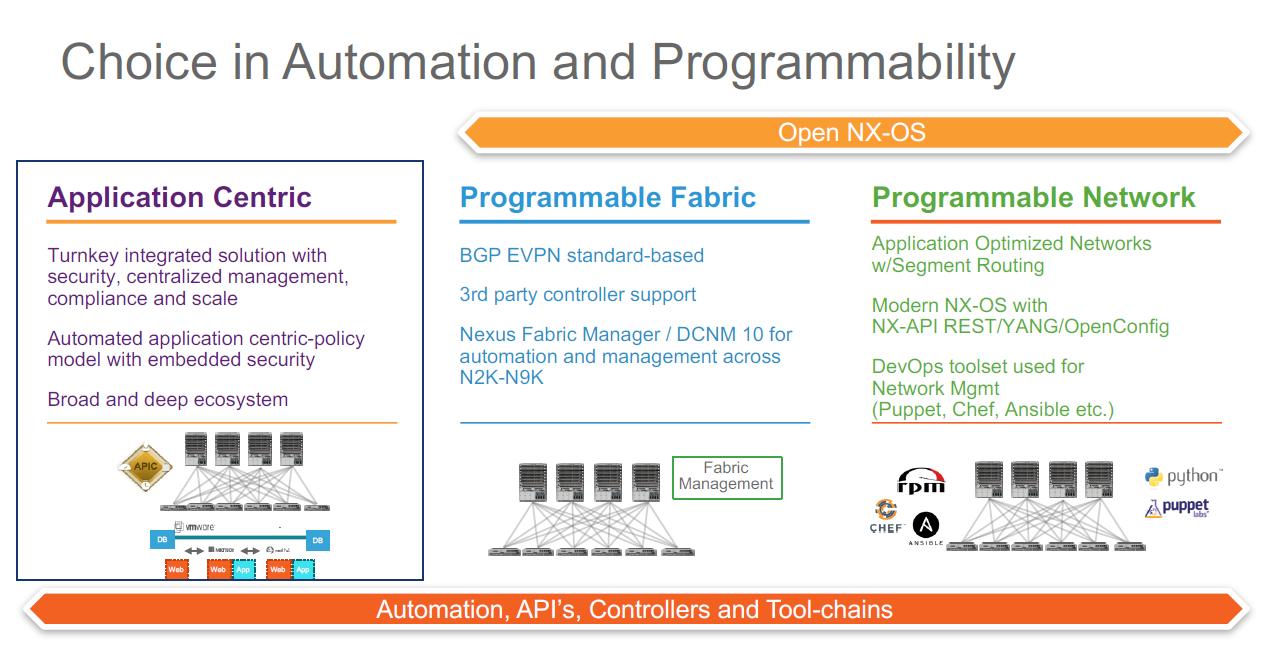 Choice in Automation and Programmability
Open NX-OS
Application Centric
Turnkey integrated solution with
security, centralized management,
compliance and scale
Automated application centric-policy
model with embedded security
Broad and deep ecosystem
APIC
vmware
DB
DB
Web
Web
App
Web
App
Programmable Fabric
BGP EVPN standard-based
3rd party controller support
Nexus Fabric Manager / DCNM 10 for
automation and management across
N2K-N9K
Fabric
Management
Programmable Network
Application Optimized Networks
w/Segment Routing
Modern NX-OS with
NX-API REST/YANG/OpenConfig
DevOps toolset used for
Network Mgmt
(Puppet, Chef, Ansible etc.)
rpm
CHEF™
ANSIBLE
python™
puppet
labs
Automation, API's, Controllers and Tool-chains